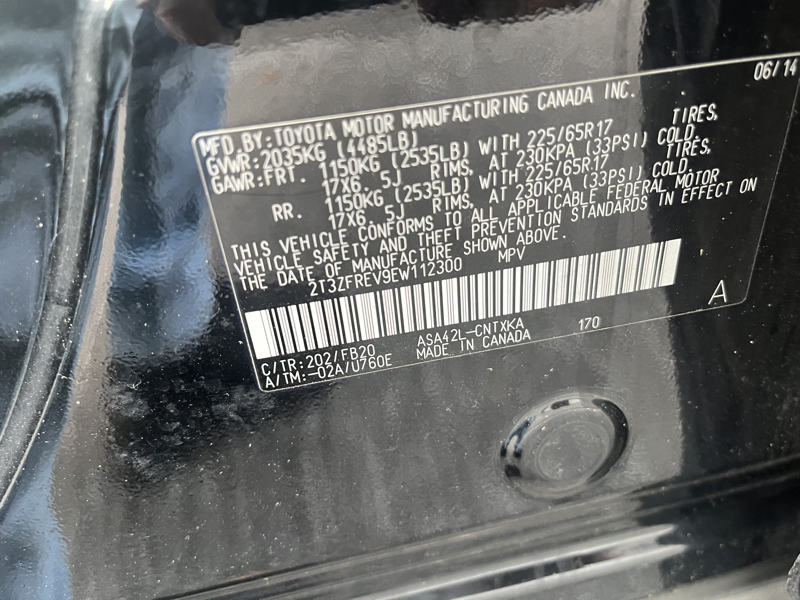 06/14
MFD.BY:TOYOTA MOTOR MANUFACTURING CANADA INC.
GVWR:2035KG (4485LB)
GAWR:FRT. 1150KG (2535LB) WITH 225/65R17 TIRES,
17X6. 5J RIMS, AT 230KPA (33PSI) COLD.
RR. 1150KG (2535LB) WITH 225/65R17 TIRES,
17X6. 5J RIMS, AT 230KPA (33PSI) COLD.
THIS VEHICLE CONFORMS TO ALL APPLICABLE FEDERAL MOTOR
VEHICLE SAFETY AND THEFT PREVENTION STANDARDS IN EFFECT ON
THE DATE OF MANUFACTURE SHOWN ABOVE.
2T3ZFREV9EW112300 MPV
A
C/TR:202/FB20 ASA42L-CNTXKA 170
A/TM:-02A/U760E MADE IN CANADA